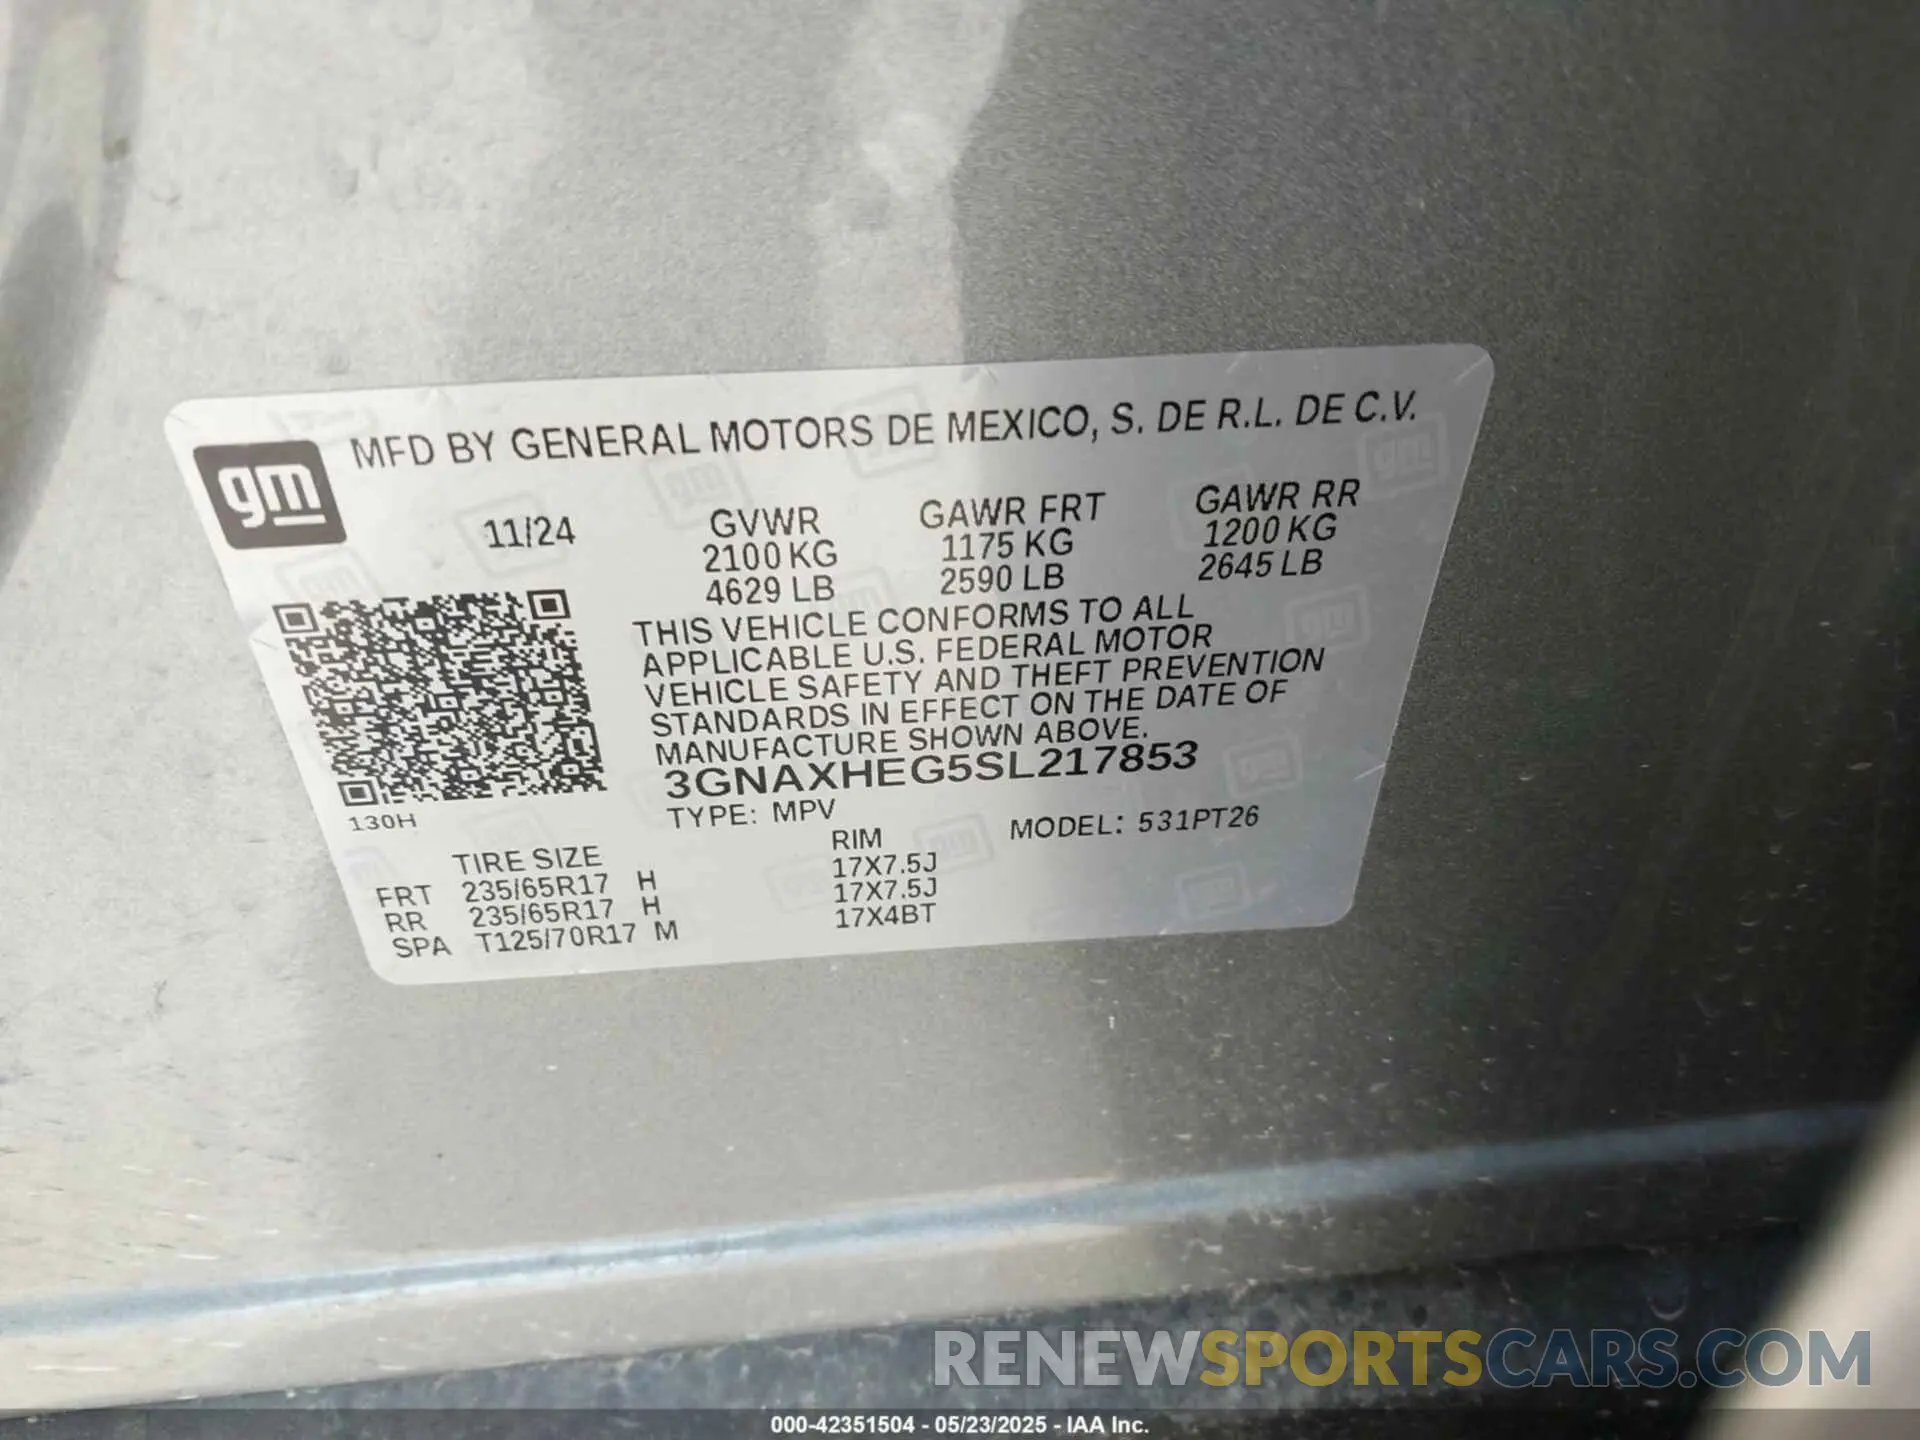 MFD BY GENERAL MOTORS DE MEXICO, S. DE R.L. DE C.V.
gm
11/24
GVWR GAWR FRT GAWR RR
2100 KG 1175 KG 1200 KG
4629 LB 2590 LB 2645 LB
THIS VEHICLE CONFORMS TO ALL
APPLICABLE U.S. FEDERAL MOTOR
VEHICLE SAFETY AND THEFT PREVENTION
STANDARDS IN EFFECT ON THE DATE OF
MANUFACTURE SHOWN ABOVE.
3GNAXHEG5SL217853
130H
TYPE: MPV MODEL: 531PT26
TIRE SIZE RIM
FRT 235/65R17 H 17X7.5J
RR 235/65R17 H 17X7.5J
SPA T125/70R17 M 17X4BT
RENEWSPORTSCARS.COM
000-42351504 - 05/23/2025 - IAA Inc.